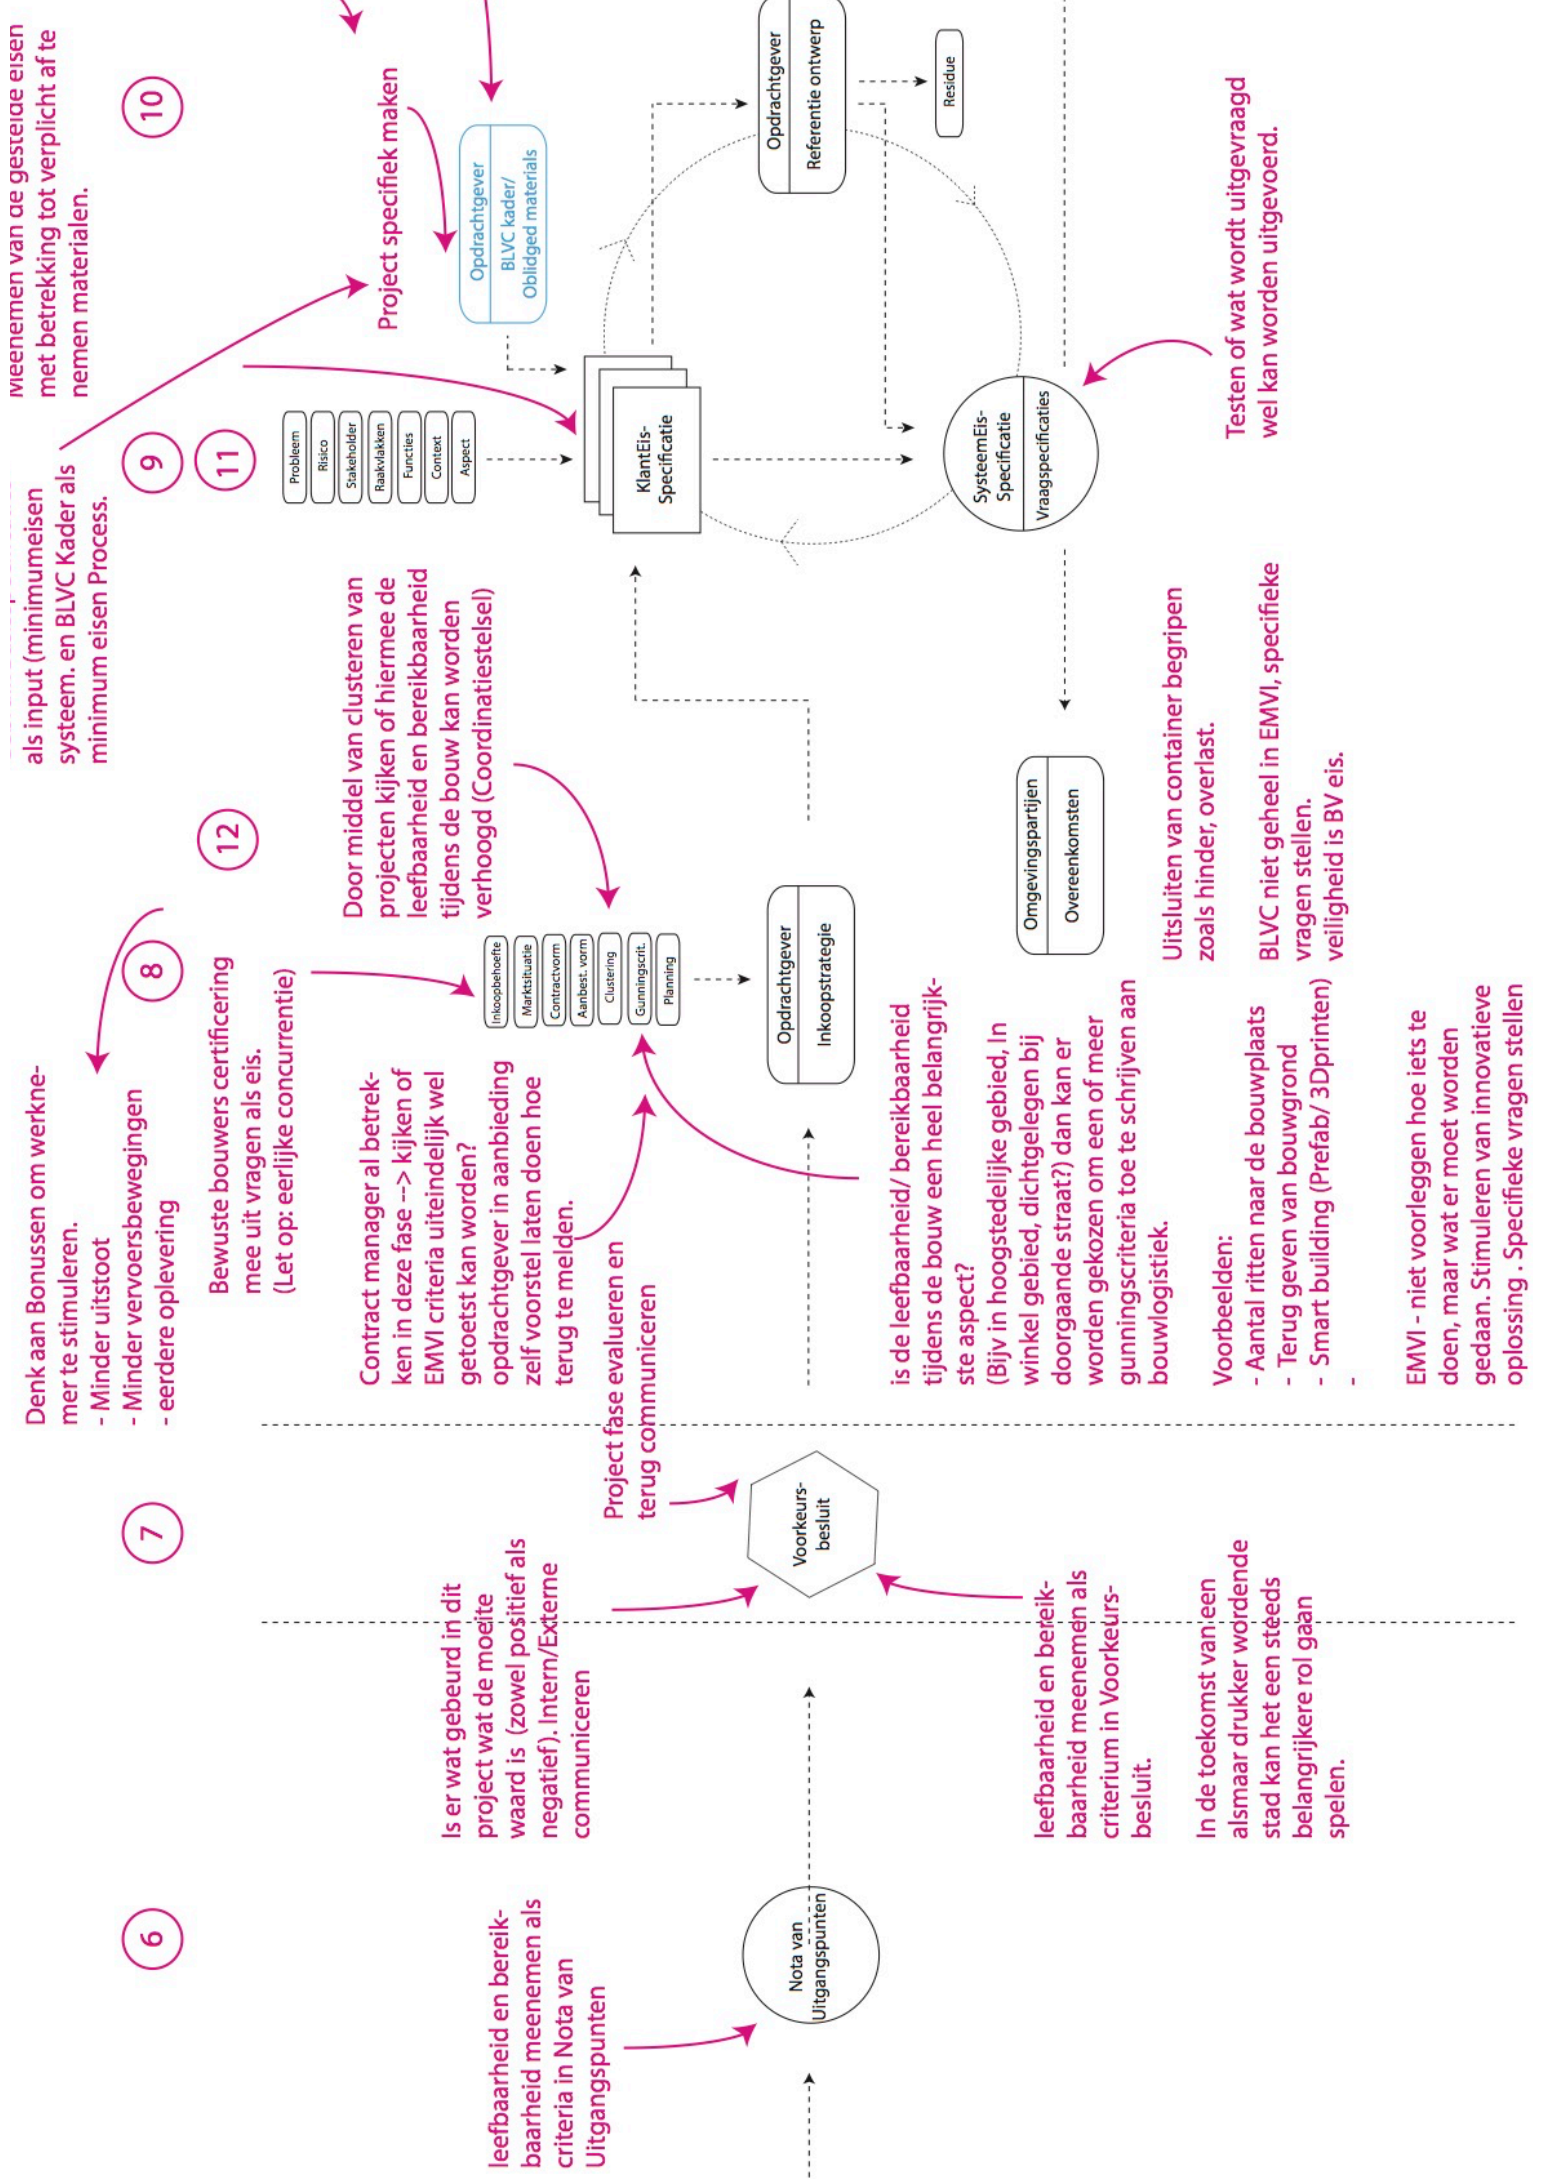 6
leefbaarheid en bereik-
baarheid meenemen als
criteria in Nota van
Uitgangspunten
Nota van
Uitgangspunten
7
Is er wat gebeurd in dit
project wat de moeite
waard is (zowel positief als
negatief). Intern/Externe
communiceren
Project fase evalueren en
terug communiceren
Voorkeurs-
besluit
leefbaarheid en bereik-
baarheid meenemen als
criterium in Voorkeurs-
besluit.
In de toekomst van een
alsmaar drukker wordende
stad kan het een steeds
belangrijkere rol gaan
spelen.
Denk aan Bonussen om werkne-
mer te stimuleren.
- Minder uitstoot
- Minder vervoersbewegingen
- eerdere oplevering
8
12
Bewuste bouwers certificering
mee uit vragen als eis.
(Let op: eerlijke concurrentie)
Contract manager al betrek-
ken in deze fase --> kijken of
EMVI criteria uiteindelijk wel
getoetst kan worden?
opdrachtgever in aanbieding
zelf voorstel laten doen hoe
terug te melden.
Door middel van clusteren van
projecten kijken of hiermee de
leefbaarheid en bereikbaarheid
tijdens de bouw kan worden
verhoogd (Coordinatiestelsel)
Inkoopbehoefte
Marktsituatie
Contractvorm
Aanbest. vorm
Clustering
Gunningscrit.
Planning
Opdrachtgever
Inkoopstrategie
is de leefbaarheid/ bereikbaarheid
tijdens de bouw een heel belangrijk-
ste aspect?
(Bijv in hoogstedelijke gebied, In
winkel gebied, dichtgelegen bij
doorgaande straat?) dan kan er
worden gekozen om een of meer
gunningscriteria toe te schrijven aan
bouwlogistiek.
Voorbeelden:
- Aantal ritten naar de bouwplaats
- Terug geven van bouwgrond
- Smart building (Prefab/ 3Dprinten)
-
EMVI - niet voorleggen hoe iets te
doen, maar wat er moet worden
gedaan. Stimuleren van innovatieve
oplossing . Specifieke vragen stellen
Omgevingspartijen
Overeenkomsten
Uitsluiten van container begripen
zoals hinder, overlast.
BLVC niet geheel in EMVI, specifieke
vragen stellen.
veiligheid is BV eis.
als input (minimumeisen
systeem. en BLVC Kader als
minimum eisen Process.
9
11
Probleem
Risico
Stakeholder
Raakvlakken
Functies
Context
Aspect
KlantEis-
Specificatie
SysteemEis-
Specificatie
Vraagspecificaties
Meenemen van de gestelde eisen
met betrekking tot verplicht af te
nemen materialen.
10
Project specifiek maken
Opdrachtgever
BLVC kader/
Oblidged materials
Opdrachtgever
Referentie ontwerp
Residue
Testen of wat wordt uitgevraagd
wel kan worden uitgevoerd.